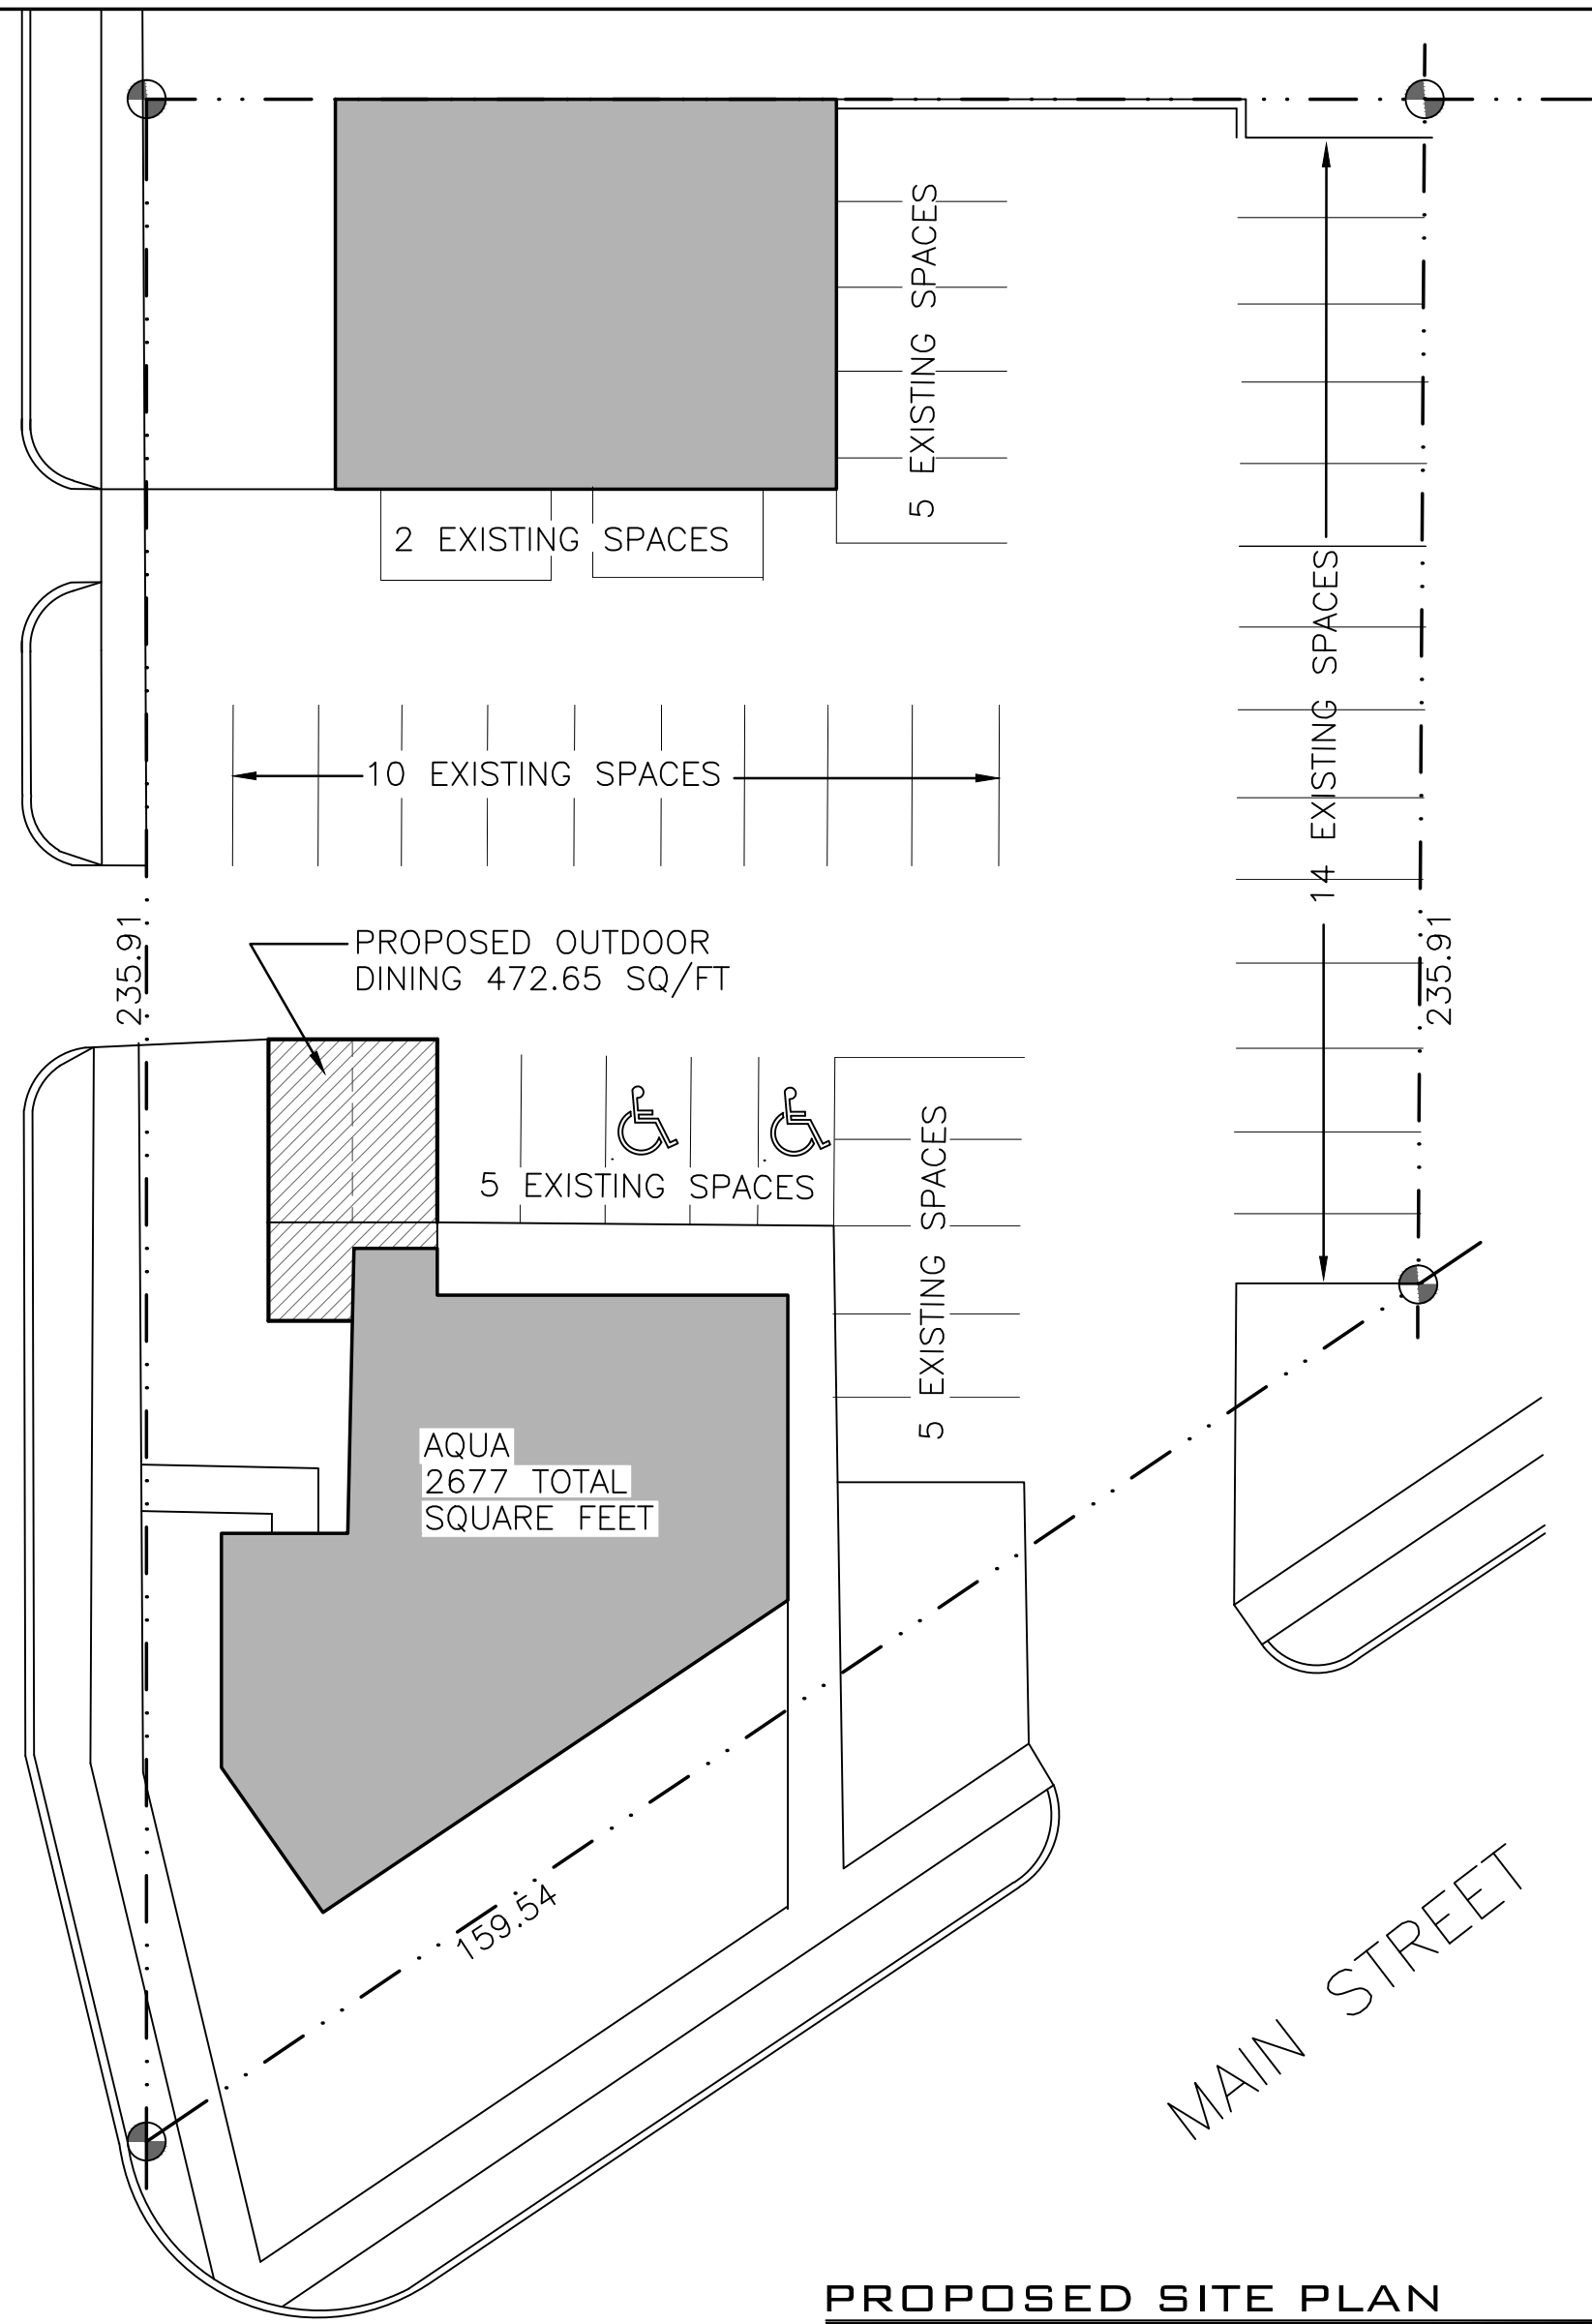 5 EXISTING SPACES
2 EXISTING SPACES
14 EXISTING SPACES
10 EXISTING SPACES
235.91
PROPOSED OUTDOOR
DINING 472.65 SQ/FT
235.91
5 EXISTING SPACES
5 EXISTING SPACES
AQUA
2677 TOTAL
SQUARE FEET
159.54
MAIN STREET
PROPOSED SITE PLAN